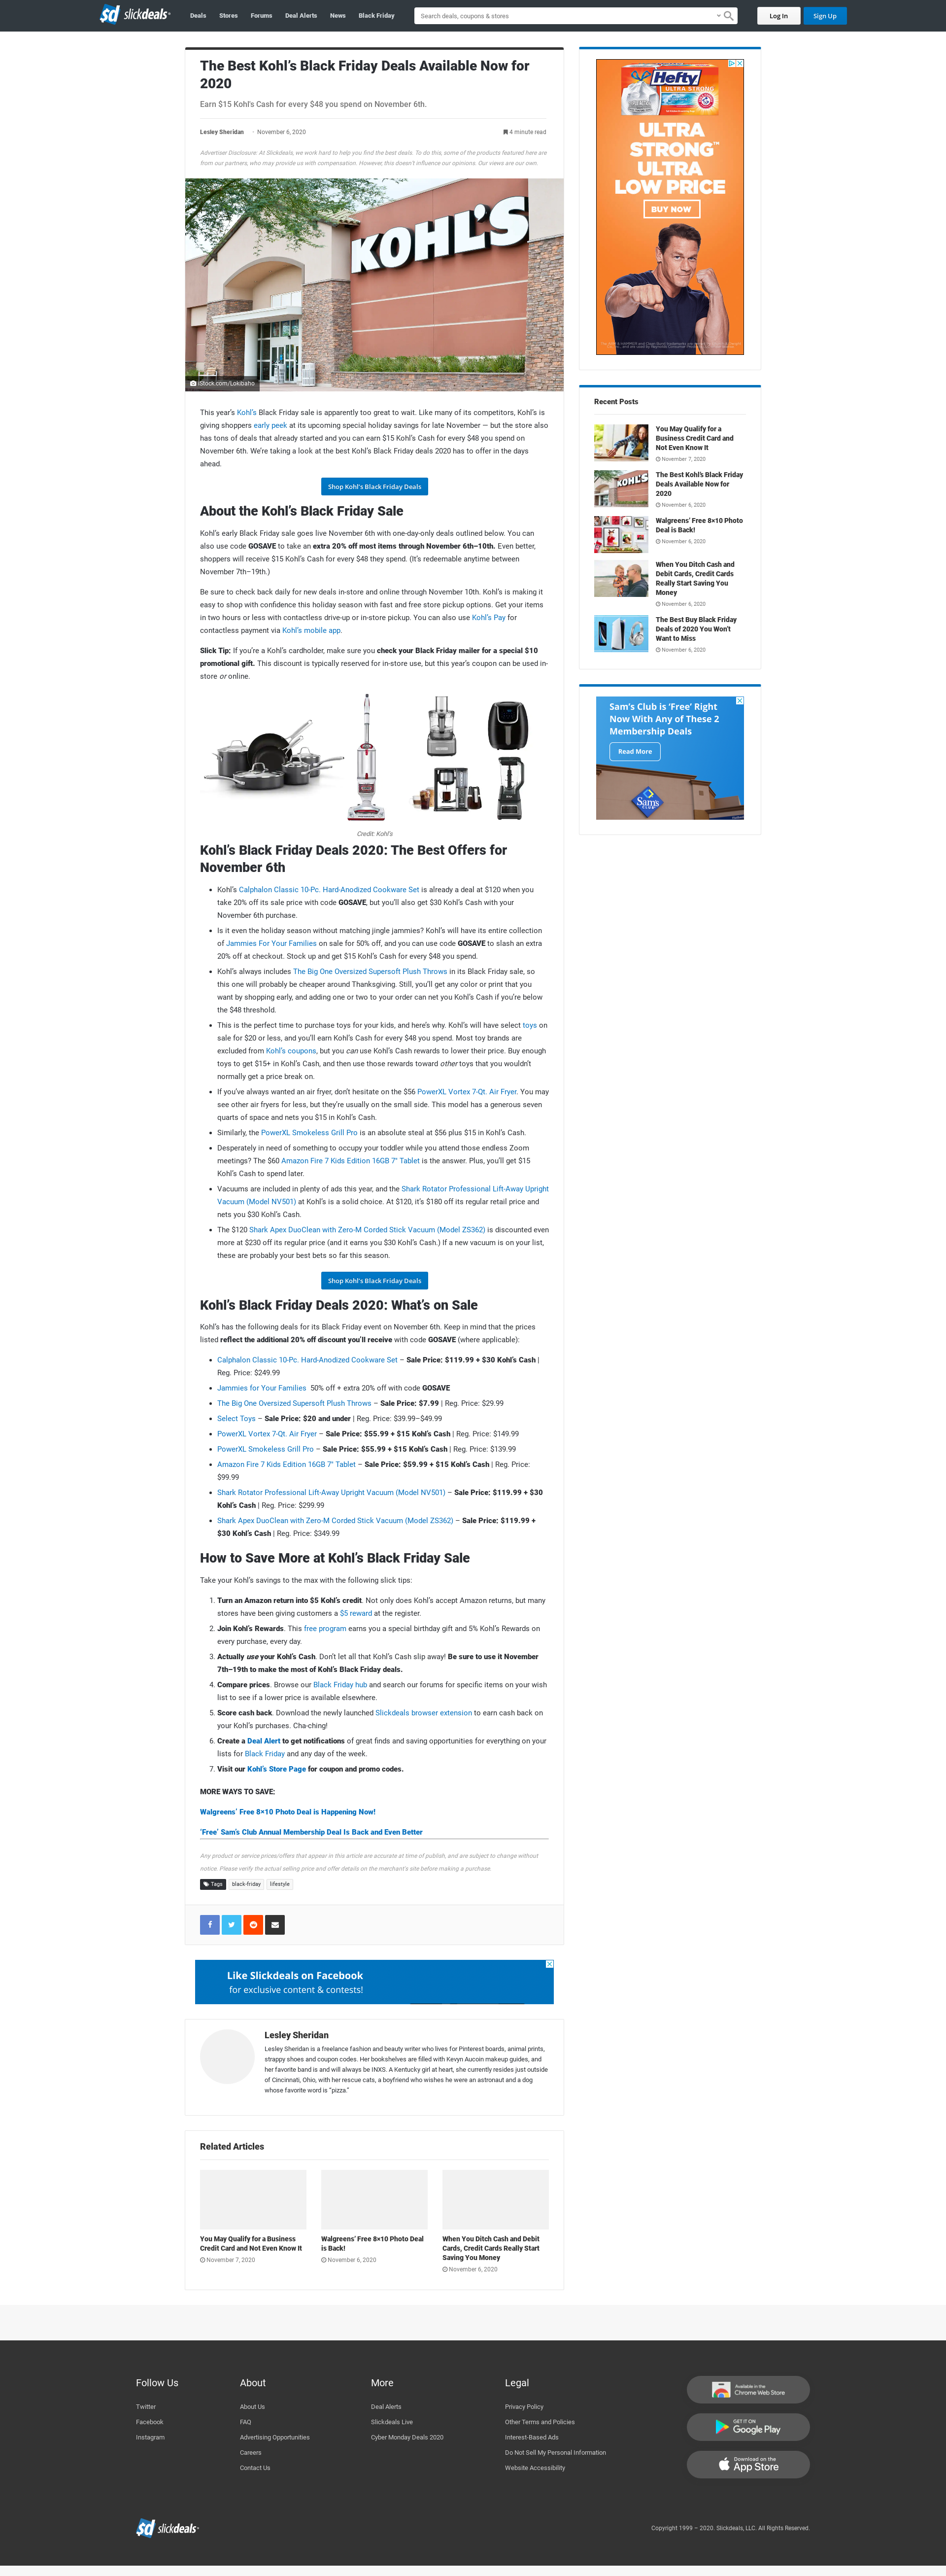 slickdeals
Deals Stores Forums Deal Alerts News Black Friday
Search deals, coupons & stores
Log In Sign Up
The Best Kohl's Black Friday Deals Available Now for
2020
Earn $15 Kohl's Cash for every $48 you spend on November 6th.
Lesley Sheridan · November 6, 2020
4 minute read
Advertiser Disclosure: At Slickdeals, we work hard to help you find the best deals. To do this, some of the products featured here are
from our partners, who may provide us with compensation. However, this doesn't influence our opinions. Our views are our own.
KOHL'S
iStock.com/Lokibaho
This year's Kohl's Black Friday sale is apparently too great to wait. Like many of its competitors, Kohl's is
giving shoppers early peek at its upcoming special holiday savings for late November — but the store also
has tons of deals that already started and you can earn $15 Kohl's Cash for every $48 you spend on
November 6th. We're taking a look at the best Kohl's Black Friday deals 2020 has to offer in the days
ahead.
Shop Kohl's Black Friday Deals
About the Kohl's Black Friday Sale
Kohl's early Black Friday sale goes live November 6th with one-day-only deals outlined below. You can
also use code GOSAVE to take an extra 20% off most items through November 6th–10th. Even better,
shoppers will receive $15 Kohl's Cash for every $48 they spend. (It's redeemable anytime between
November 7th–19th.)
Be sure to check back daily for new deals in-store and online through November 10th. Kohl's is making it
easy to shop with confidence this holiday season with fast and free store pickup options. Get your items
in two hours or less with contactless drive-up or in-store pickup. You can also use Kohl's Pay for
contactless payment via Kohl's mobile app.
Slick Tip: If you're a Kohl's cardholder, make sure you check your Black Friday mailer for a special $10
promotional gift. This discount is typically reserved for in-store use, but this year's coupon can be used in-
store or online.
Credit: Kohl's
Kohl's Black Friday Deals 2020: The Best Offers for
November 6th
• Kohl's Calphalon Classic 10-Pc. Hard-Anodized Cookware Set is already a deal at $120 when you
take 20% off its sale price with code GOSAVE, but you'll also get $30 Kohl's Cash with your
November 6th purchase.
• Is it even the holiday season without matching jingle jammies? Kohl's will have its entire collection
of Jammies For Your Families on sale for 50% off, and you can use code GOSAVE to slash an extra
20% off at checkout. Stock up and get $15 Kohl's Cash for every $48 you spend.
• Kohl's always includes The Big One Oversized Supersoft Plush Throws in its Black Friday sale, so
this one will probably be cheaper around Thanksgiving. Still, you'll get any color or print that you
want by shopping early, and adding one or two to your order can net you Kohl's Cash if you're below
the $48 threshold.
• This is the perfect time to purchase toys for your kids, and here's why. Kohl's will have select toys on
sale for $20 or less, and you'll earn Kohl's Cash for every $48 you spend. Most toy brands are
excluded from Kohl's coupons, but you can use Kohl's Cash rewards to lower their price. Buy enough
toys to get $15+ in Kohl's Cash, and then use those rewards toward other toys that you wouldn't
normally get a price break on.
• If you've always wanted an air fryer, don't hesitate on the $56 PowerXL Vortex 7-Qt. Air Fryer. You may
see other air fryers for less, but they're usually on the small side. This model has a generous seven
quarts of space and nets you $15 in Kohl's Cash.
• Similarly, the PowerXL Smokeless Grill Pro is an absolute steal at $56 plus $15 in Kohl's Cash.
• Desperately in need of something to occupy your toddler while you attend those endless Zoom
meetings? The $60 Amazon Fire 7 Kids Edition 16GB 7" Tablet is the answer. Plus, you'll get $15
Kohl's Cash to spend later.
• Vacuums are included in plenty of ads this year, and the Shark Rotator Professional Lift-Away Upright
Vacuum (Model NV501) at Kohl's is a solid choice. At $120, it's $180 off its regular retail price and
nets you $30 Kohl's Cash.
• The $120 Shark Apex DuoClean with Zero-M Corded Stick Vacuum (Model ZS362) is discounted even
more at $230 off its regular price (and it earns you $30 Kohl's Cash.) If a new vacuum is on your list,
these are probably your best bets so far this season.
Shop Kohl's Black Friday Deals
Kohl's Black Friday Deals 2020: What's on Sale
Kohl's has the following deals for its Black Friday event on November 6th. Keep in mind that the prices
listed reflect the additional 20% off discount you'll receive with code GOSAVE (where applicable):
• Calphalon Classic 10-Pc. Hard-Anodized Cookware Set – Sale Price: $119.99 + $30 Kohl's Cash |
Reg. Price: $249.99
• Jammies for Your Families 50% off + extra 20% off with code GOSAVE
• The Big One Oversized Supersoft Plush Throws – Sale Price: $7.99 | Reg. Price: $29.99
• Select Toys – Sale Price: $20 and under | Reg. Price: $39.99–$49.99
• PowerXL Vortex 7-Qt. Air Fryer – Sale Price: $55.99 + $15 Kohl's Cash | Reg. Price: $149.99
• PowerXL Smokeless Grill Pro – Sale Price: $55.99 + $15 Kohl's Cash | Reg. Price: $139.99
• Amazon Fire 7 Kids Edition 16GB 7" Tablet – Sale Price: $59.99 + $15 Kohl's Cash | Reg. Price:
$99.99
• Shark Rotator Professional Lift-Away Upright Vacuum (Model NV501) – Sale Price: $119.99 + $30
Kohl's Cash | Reg. Price: $299.99
• Shark Apex DuoClean with Zero-M Corded Stick Vacuum (Model ZS362) – Sale Price: $119.99 +
$30 Kohl's Cash | Reg. Price: $349.99
How to Save More at Kohl's Black Friday Sale
Take your Kohl's savings to the max with the following slick tips:
1. Turn an Amazon return into $5 Kohl's credit. Not only does Kohl's accept Amazon returns, but many
stores have been giving customers a $5 reward at the register.
2. Join Kohl's Rewards. This free program earns you a special birthday gift and 5% Kohl's Rewards on
every purchase, every day.
3. Actually use your Kohl's Cash. Don't let all that Kohl's Cash slip away! Be sure to use it November
7th–19th to make the most of Kohl's Black Friday deals.
4. Compare prices. Browse our Black Friday hub and search our forums for specific items on your wish
list to see if a lower price is available elsewhere.
5. Score cash back. Download the newly launched Slickdeals browser extension to earn cash back on
your Kohl's purchases. Cha-ching!
6. Create a Deal Alert to get notifications of great finds and saving opportunities for everything on your
lists for Black Friday and any day of the week.
7. Visit our Kohl's Store Page for coupon and promo codes.
MORE WAYS TO SAVE:
Walgreens' Free 8×10 Photo Deal is Happening Now!
'Free' Sam's Club Annual Membership Deal Is Back and Even Better
Any product or service prices/offers that appear in this article are accurate at time of publish, and are subject to change without
notice. Please verify the actual selling price and offer details on the merchant's site before making a purchase.
Tags black-friday lifestyle
Like Slickdeals on Facebook
for exclusive content & contests!
Lesley Sheridan
Lesley Sheridan is a freelance fashion and beauty writer who lives for Pinterest boards, animal prints,
strappy shoes and coupon codes. Her bookshelves are filled with Kevyn Aucoin makeup guides, and
her favorite band is and will always be INXS. A Kentucky girl at heart, she currently resides just outside
of Cincinnati, Ohio, with her rescue cats, a boyfriend who wishes he were an astronaut and a dog
whose favorite word is "pizza."
Related Articles
You May Qualify for a Business
Credit Card and Not Even Know It
November 7, 2020
Walgreens' Free 8×10 Photo Deal
is Back!
November 6, 2020
When You Ditch Cash and Debit
Cards, Credit Cards Really Start
Saving You Money
November 6, 2020
Hefty
ULTRA STRONG
ARM & HAMMER
ULTRA
STRONG™
ULTRA
LOW PRICE
BUY NOW
Recent Posts
You May Qualify for a
Business Credit Card and
Not Even Know It
November 7, 2020
The Best Kohl's Black Friday
Deals Available Now for
2020
November 6, 2020
Walgreens' Free 8×10 Photo
Deal is Back!
November 6, 2020
When You Ditch Cash and
Debit Cards, Credit Cards
Really Start Saving You
Money
November 6, 2020
The Best Buy Black Friday
Deals of 2020 You Won't
Want to Miss
November 6, 2020
Sam's Club is 'Free' Right
Now With Any of These 2
Membership Deals
Read More
Sam's
Follow Us
Twitter
Facebook
Instagram
About
About Us
FAQ
Advertising Opportunities
Careers
Contact Us
More
Deal Alerts
Slickdeals Live
Cyber Monday Deals 2020
Legal
Privacy Policy
Other Terms and Policies
Interest-Based Ads
Do Not Sell My Personal Information
Website Accessibility
Available in the
Chrome Web Store
GET IT ON
Google Play
Download on the
App Store
slickdeals
Copyright 1999 – 2020. Slickdeals, LLC. All Rights Reserved.